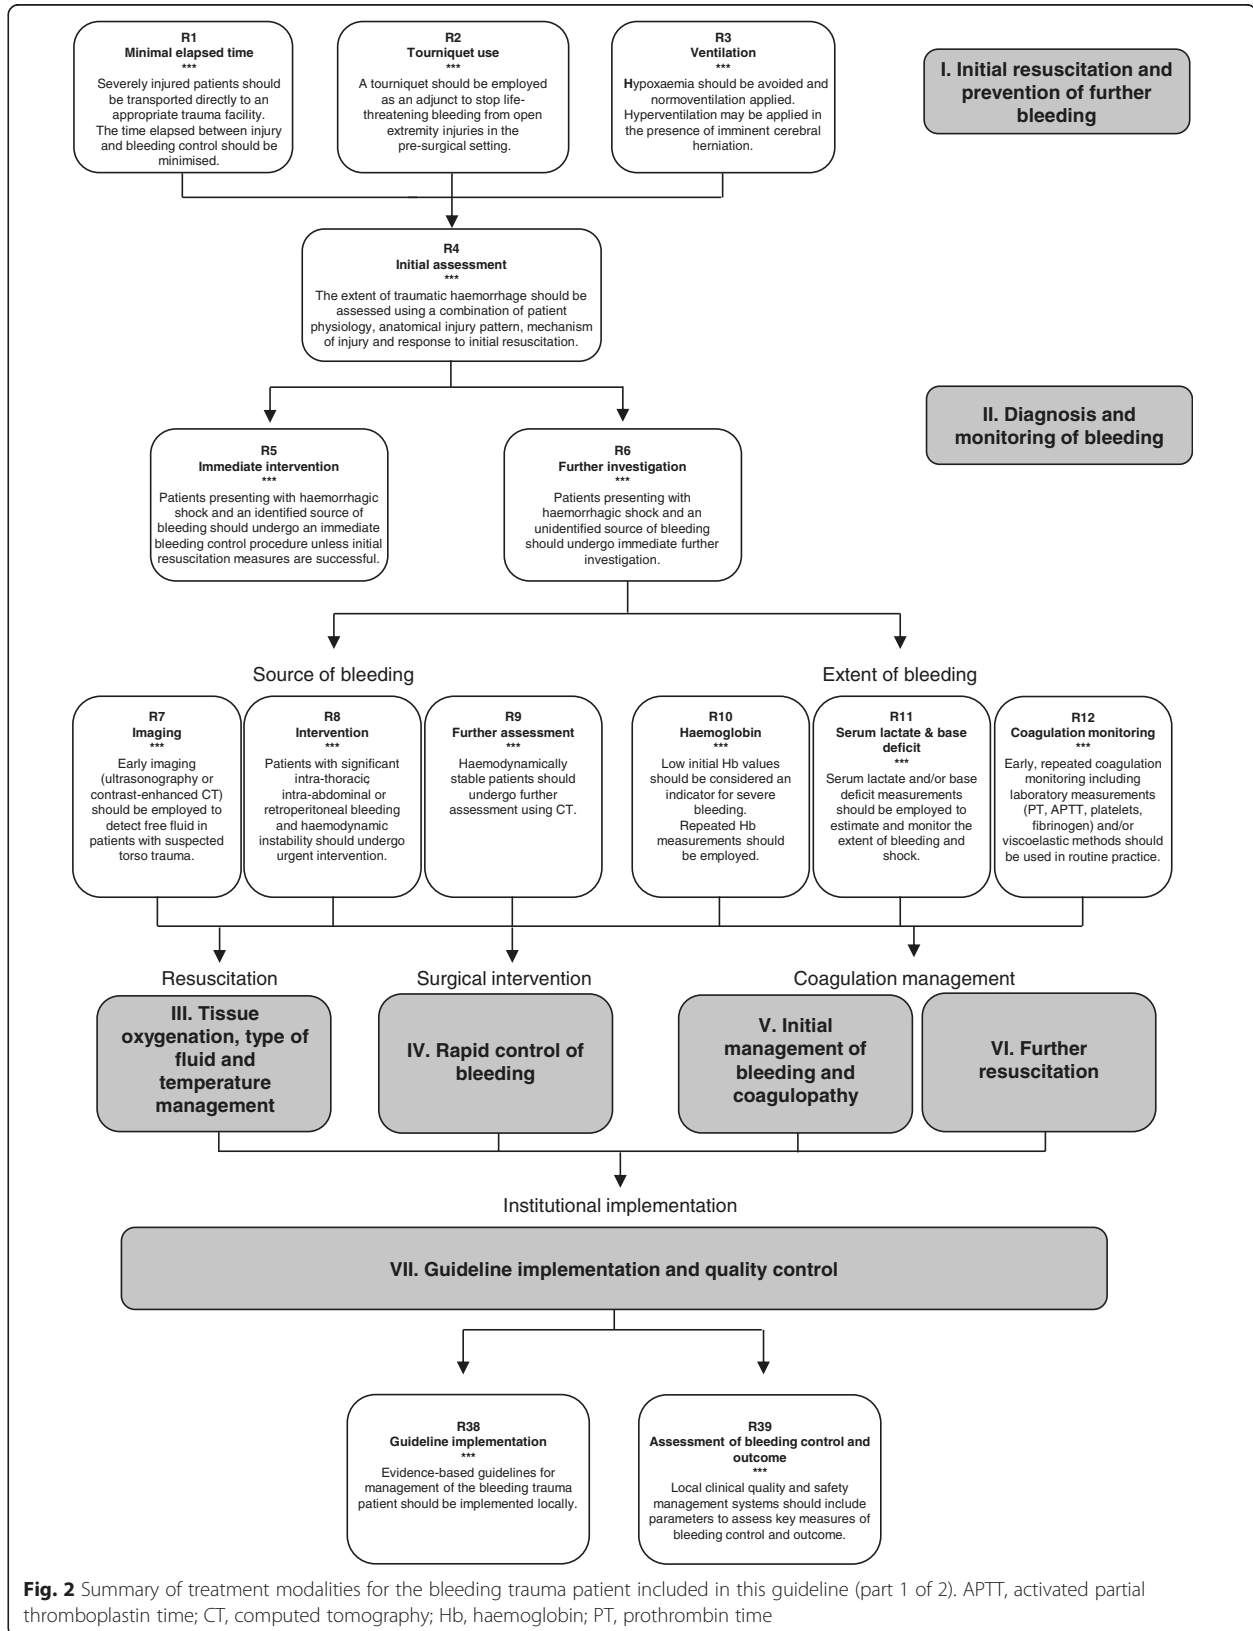 R1
Minimal elapsed time
***
Severely injured patients should
be transported directly to an
appropriate trauma facility.
The time elapsed between injury
and bleeding control should be
minimised.
R2
Tourniquet use
***
A tourniquet should be employed
as an adjunct to stop life-
threatening bleeding from open
extremity injuries in the
pre-surgical setting.
R3
Ventilation
***
Hypoxaemia should be avoided and
normoventilation applied.
Hyperventilation may be applied in
the presence of imminent cerebral
herniation.
I. Initial resuscitation and
prevention of further
bleeding
R4
Initial assessment
***
The extent of traumatic haemorrhage should be
assessed using a combination of patient
physiology, anatomical injury pattern, mechanism
of injury and response to initial resuscitation.
II. Diagnosis and
monitoring of bleeding
R5
Immediate intervention
***
Patients presenting with haemorrhagic
shock and an identified source of
bleeding should undergo an immediate
bleeding control procedure unless initial
resuscitation measures are successful.
R6
Further investigation
***
Patients presenting with
haemorrhagic shock and an
unidentified source of bleeding
should undergo immediate further
investigation.
Source of bleeding
Extent of bleeding
R7
Imaging
***
Early imaging
(ultrasonography or
contrast-enhanced CT)
should be employed to
detect free fluid in
patients with suspected
torso trauma.
R8
Intervention
***
Patients with significant
intra-thoracic,
intra-abdominal or
retroperitoneal bleeding
and haemodynamic
instability should undergo
urgent intervention.
R9
Further assessment
***
Haemodynamically
stable patients should
undergo further
assessment using CT.
R10
Haemoglobin
***
Low initial Hb values
should be considered an
indicator for severe
bleeding.
Repeated Hb
measurements should
be employed.
R11
Serum lactate & base
deficit
***
Serum lactate and/or base
deficit measurements
should be employed to
estimate and monitor the
extent of bleeding and
shock.
R12
Coagulation monitoring
***
Early, repeated coagulation
monitoring including
laboratory measurements
(PT, APTT, platelets,
fibrinogen) and/or
viscoelastic methods should
be used in routine practice.
Resuscitation
Surgical intervention
Coagulation management
III. Tissue
oxygenation, type of
fluid and
temperature
management
IV. Rapid control of
bleeding
V. Initial
management of
bleeding and
coagulopathy
VI. Further
resuscitation
Institutional implementation
VII. Guideline implementation and quality control
R38
Guideline implementation
***
Evidence-based guidelines for
management of the bleeding trauma
patient should be implemented locally.
R39
Assessment of bleeding control and
outcome
***
Local clinical quality and safety
management systems should include
parameters to assess key measures of
bleeding control and outcome.
Fig. 2 Summary of treatment modalities for the bleeding trauma patient included in this guideline (part 1 of 2). APTT, activated partial
thromboplastin time; CT, computed tomography; Hb, haemoglobin; PT, prothrombin time